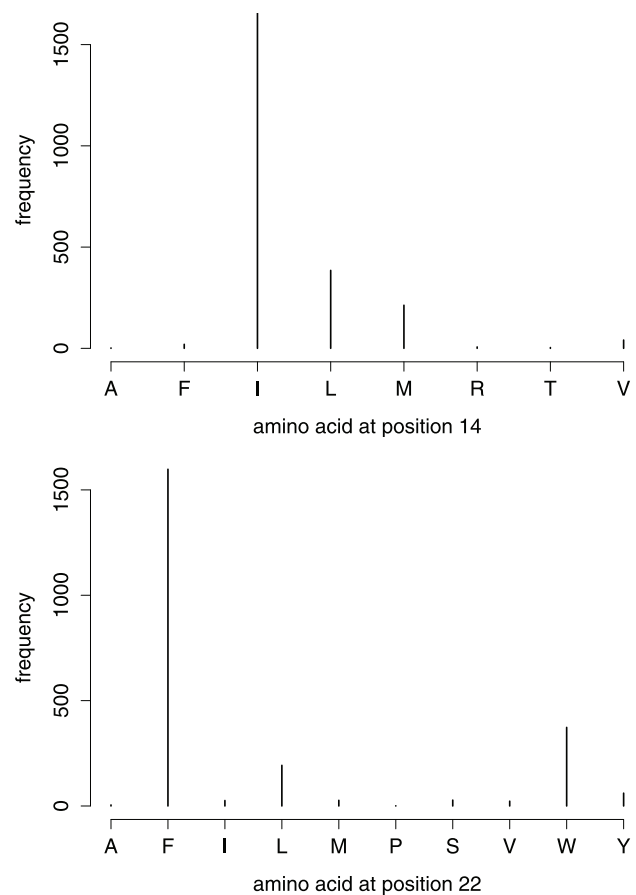 1500
1000
500
0
frequency
A F I L M R T V
amino acid at position 14
1500
1000
500
0
frequency
A F I L M P S V W Y
amino acid at position 22